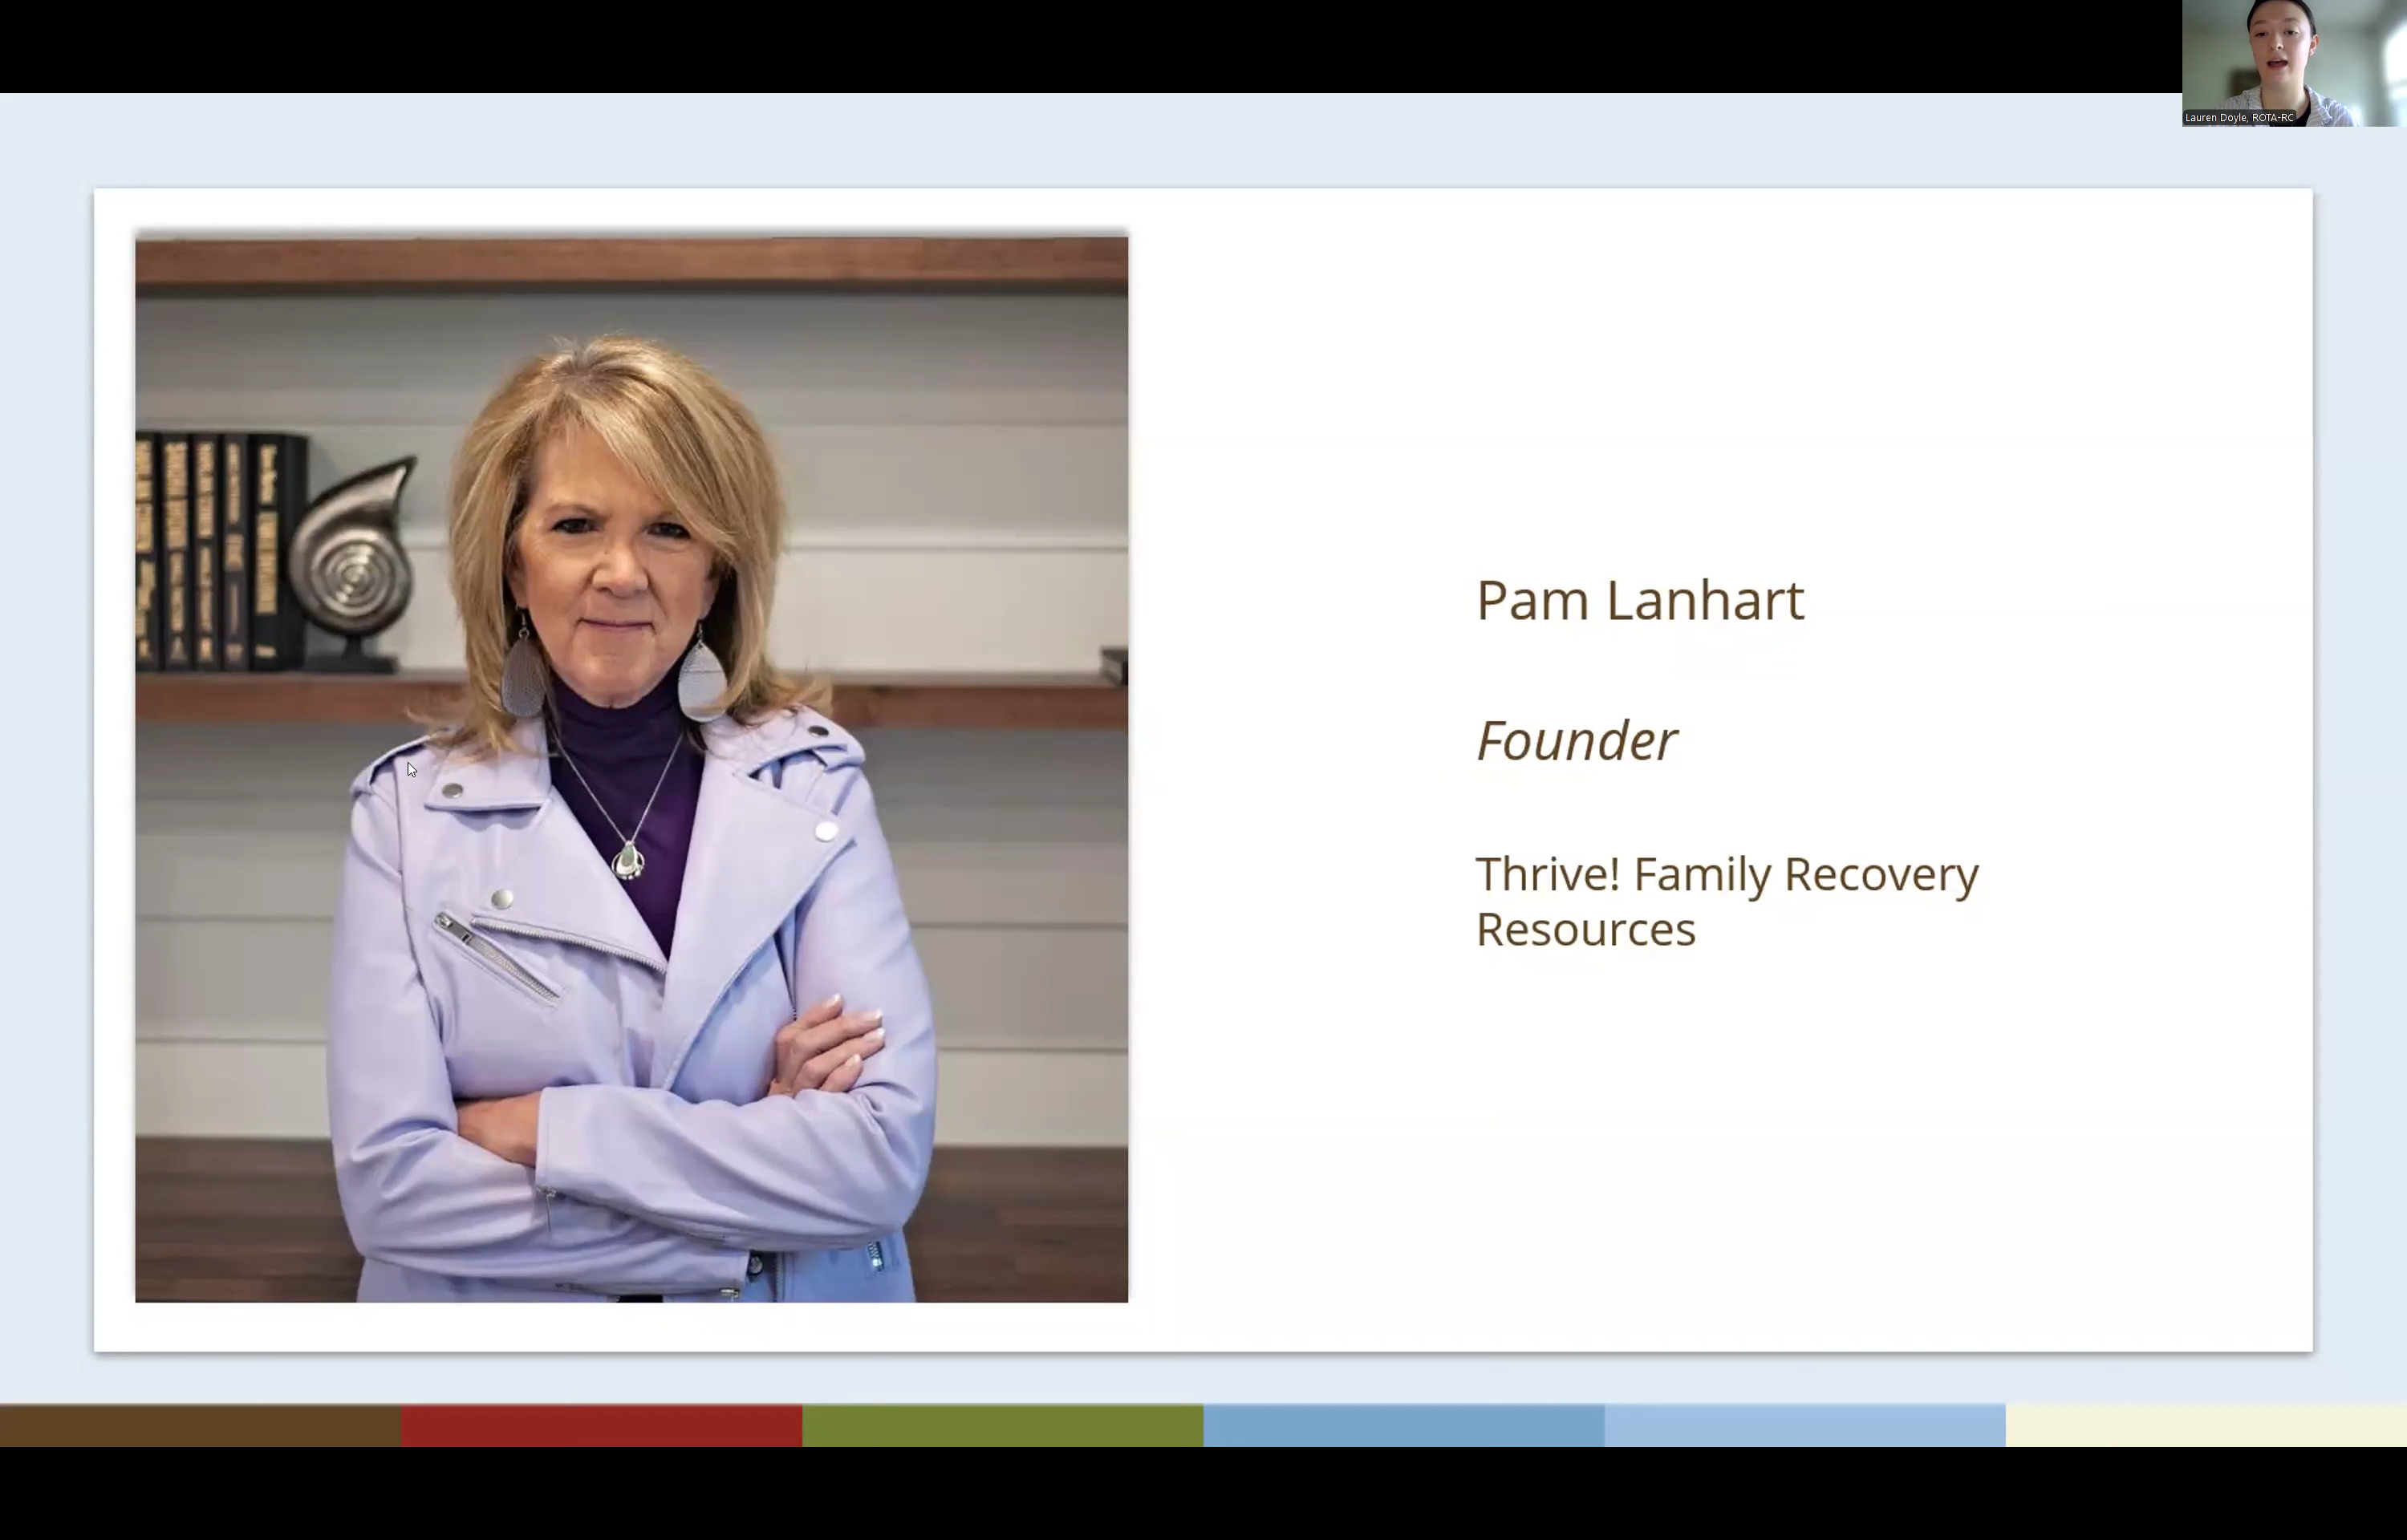 Lauren Doyle, ROTA-RC
Pam Lanhart
Founder
Thrive! Family Recovery
Resources